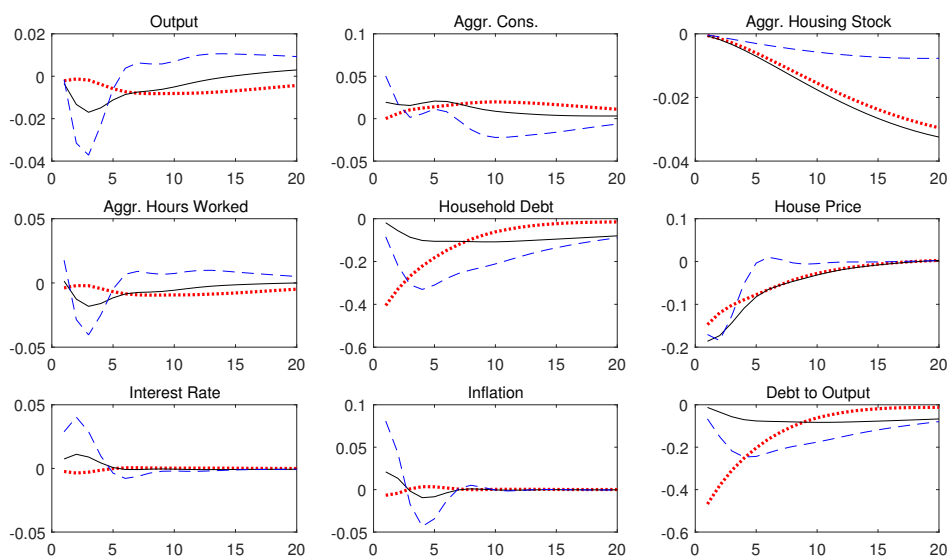 Output
0.02
0
-0.02
-0.04
0 5 10 15 20
Aggr. Cons.
0.1
0.05
0
-0.05
0 5 10 15 20
Aggr. Housing Stock
0
-0.02
-0.04
0 5 10 15 20
Aggr. Hours Worked
0.05
0
-0.05
0 5 10 15 20
Household Debt
0
-0.2
-0.4
-0.6
0 5 10 15 20
House Price
0.1
0
-0.1
-0.2
0 5 10 15 20
Interest Rate
0.05
0
-0.05
0 5 10 15 20
Inflation
0.1
0.05
0
-0.05
0 5 10 15 20
Debt to Output
0
-0.2
-0.4
-0.6
0 5 10 15 20